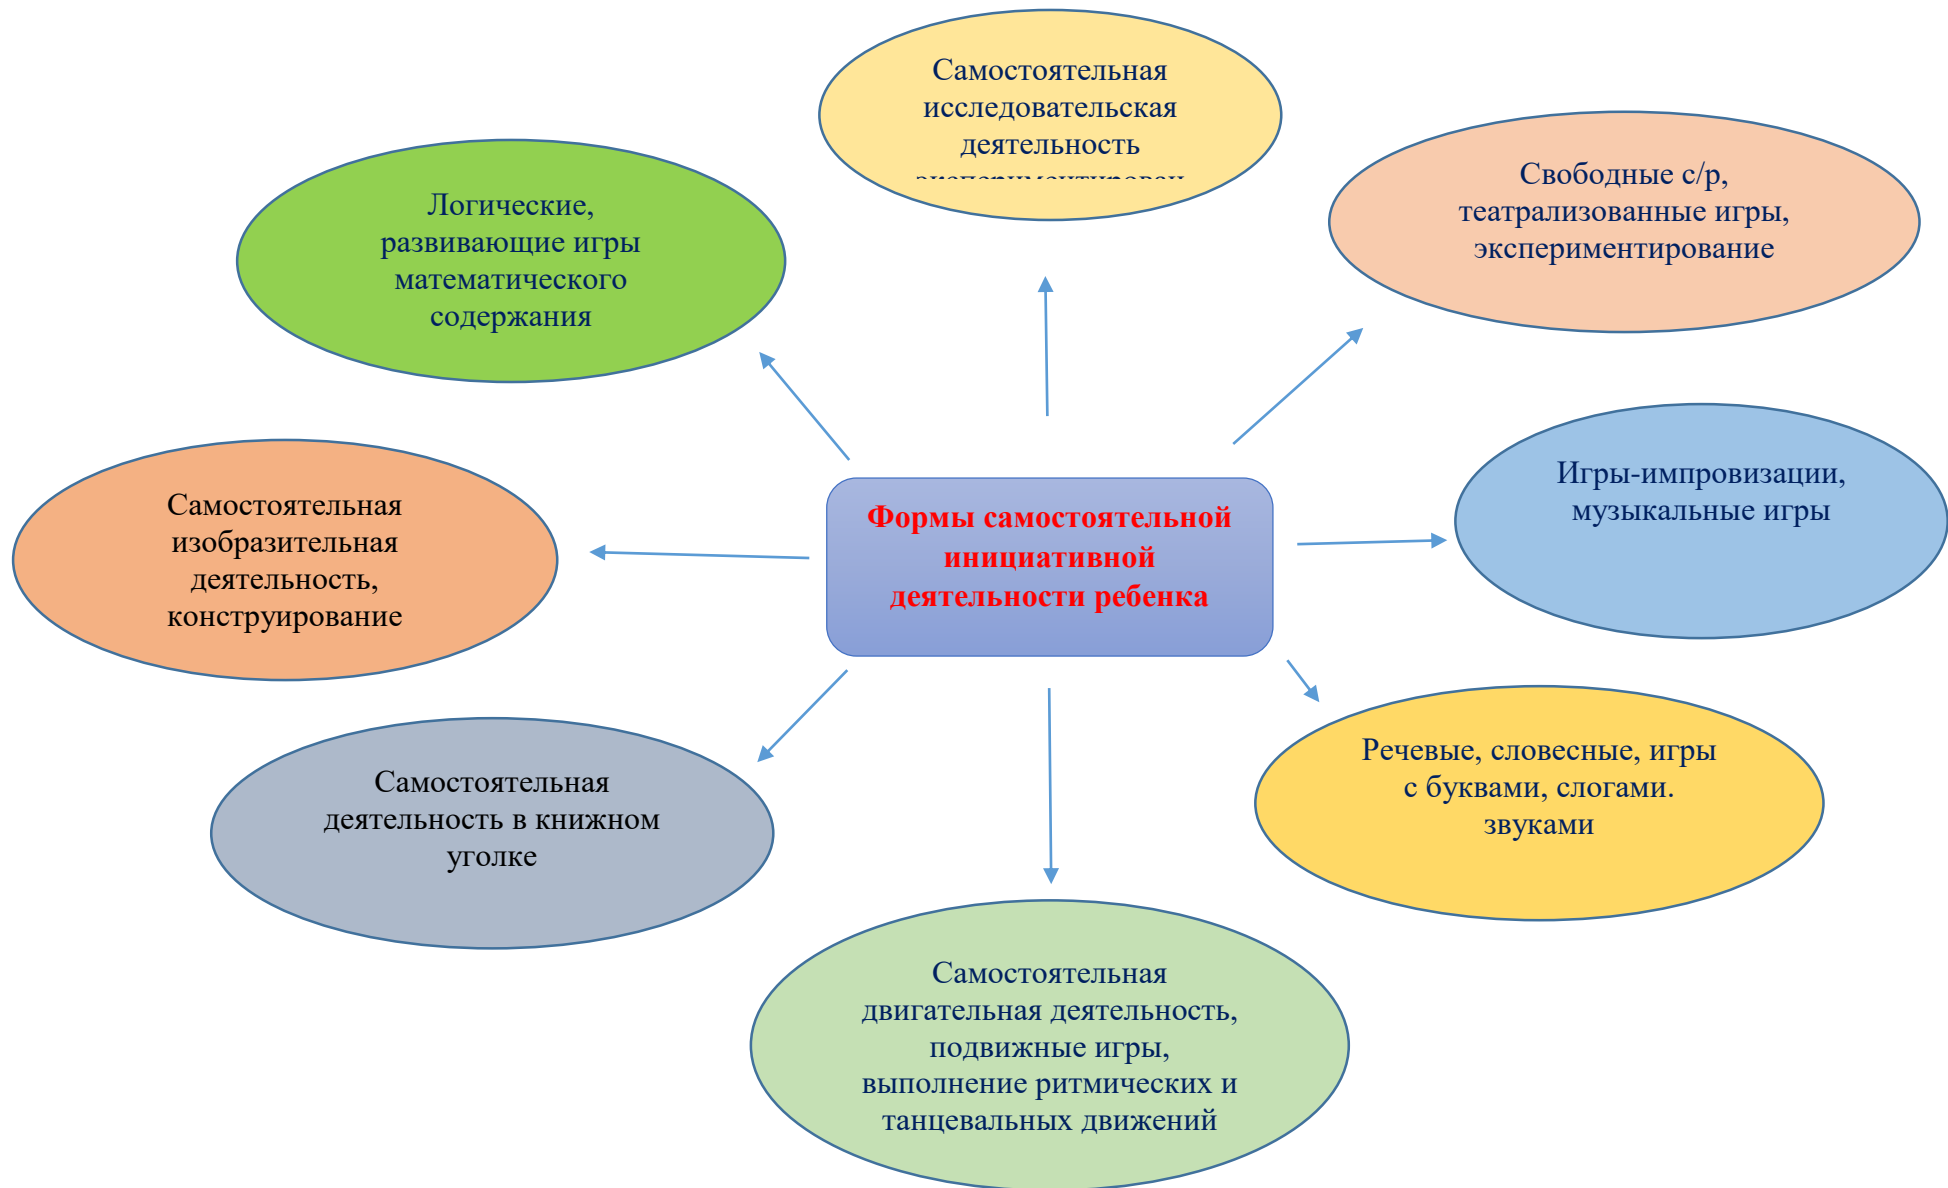 Самостоятельная
исследовательская
деятельность
Свободные с/р,
театрализованные игры,
экспериментирование
Логические,
развивающие игры
математического
содержания
Игры-импровизации,
музыкальные игры
Формы самостоятельной
инициативной
деятельности ребенка
Самостоятельная
изобразительная
деятельность,
конструирование
Речевые, словесные, игры
с буквами, слогами.
звуками
Самостоятельная
деятельность в книжном
уголке
Самостоятельная
двигательная деятельность,
подвижные игры,
выполнение ритмических и
танцевальных движений